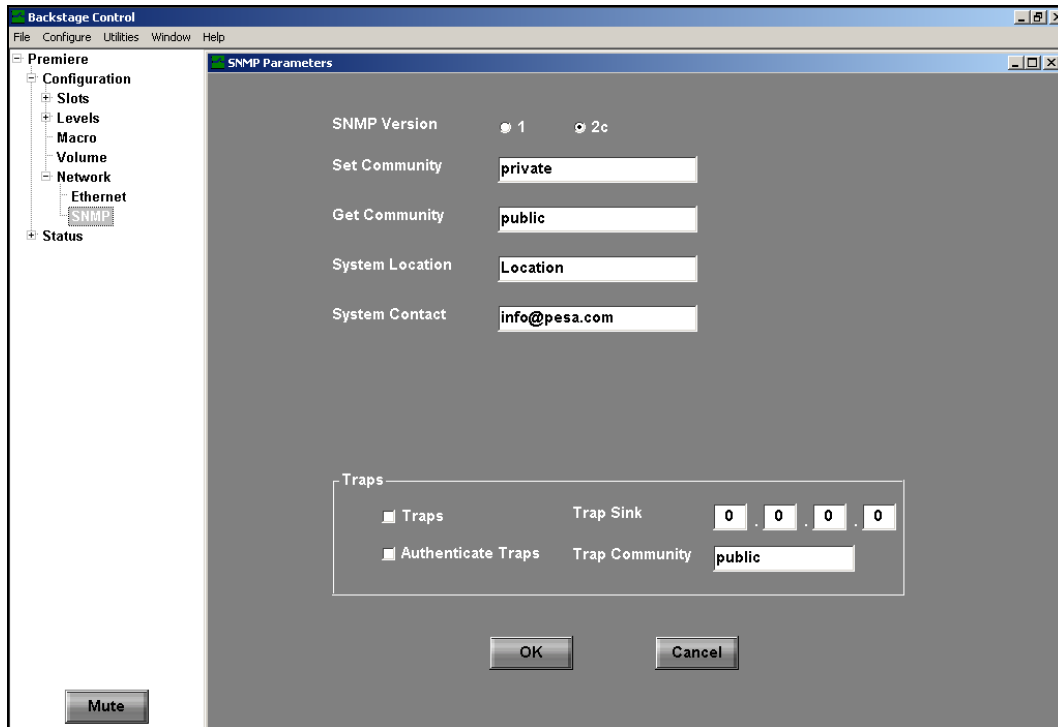 Backstage Control
File Configure Utilities Window Help
Premiere
Configuration
Slots
Levels
Macro
Volume
Network
Ethernet
SNMP
Status
Mute
SNMP Parameters
SNMP Version 1 2c
Set Community private
Get Community public
System Location Location
System Contact info@pesa.com
Traps
Traps Trap Sink 0 . 0 . 0 . 0
Authenticate Traps Trap Community public
OK Cancel